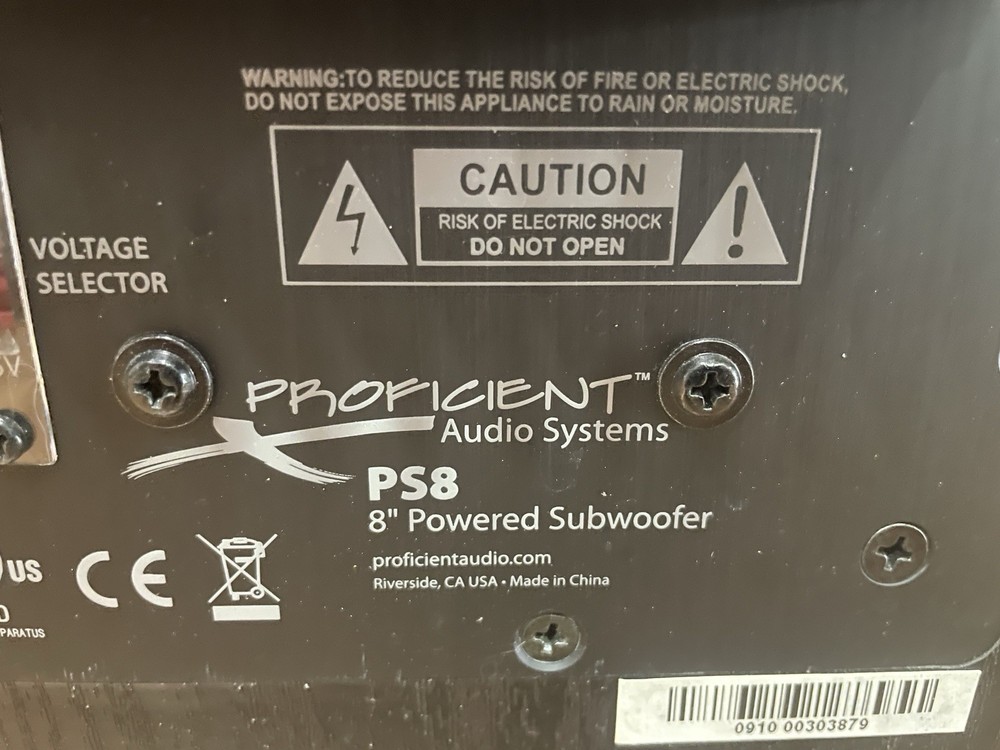 WARNING:TO REDUCE THE RISK OF FIRE OR ELECTRIC SHOCK,
DO NOT EXPOSE THIS APPLIANCE TO RAIN OR MOISTURE.
CAUTION
RISK OF ELECTRIC SHOCK
DO NOT OPEN
VOLTAGE
SELECTOR
PROFICIENT™
Audio Systems
PS8
8" Powered Subwoofer
proficientaudio.com
Riverside, CA USA • Made in China
US
CE
0910 00303879